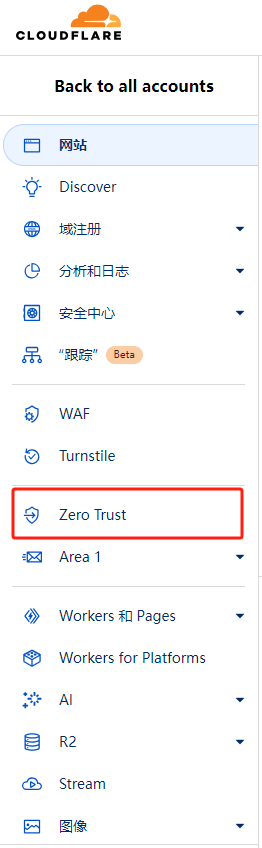 CLOUDFLARE
Back to all accounts
网站
Discover
域注册
分析和日志
安全中心
“跟踪” Beta
WAF
Turnstile
Zero Trust
Area 1
Workers 和 Pages
Workers for Platforms
AI
R2
Stream
图像